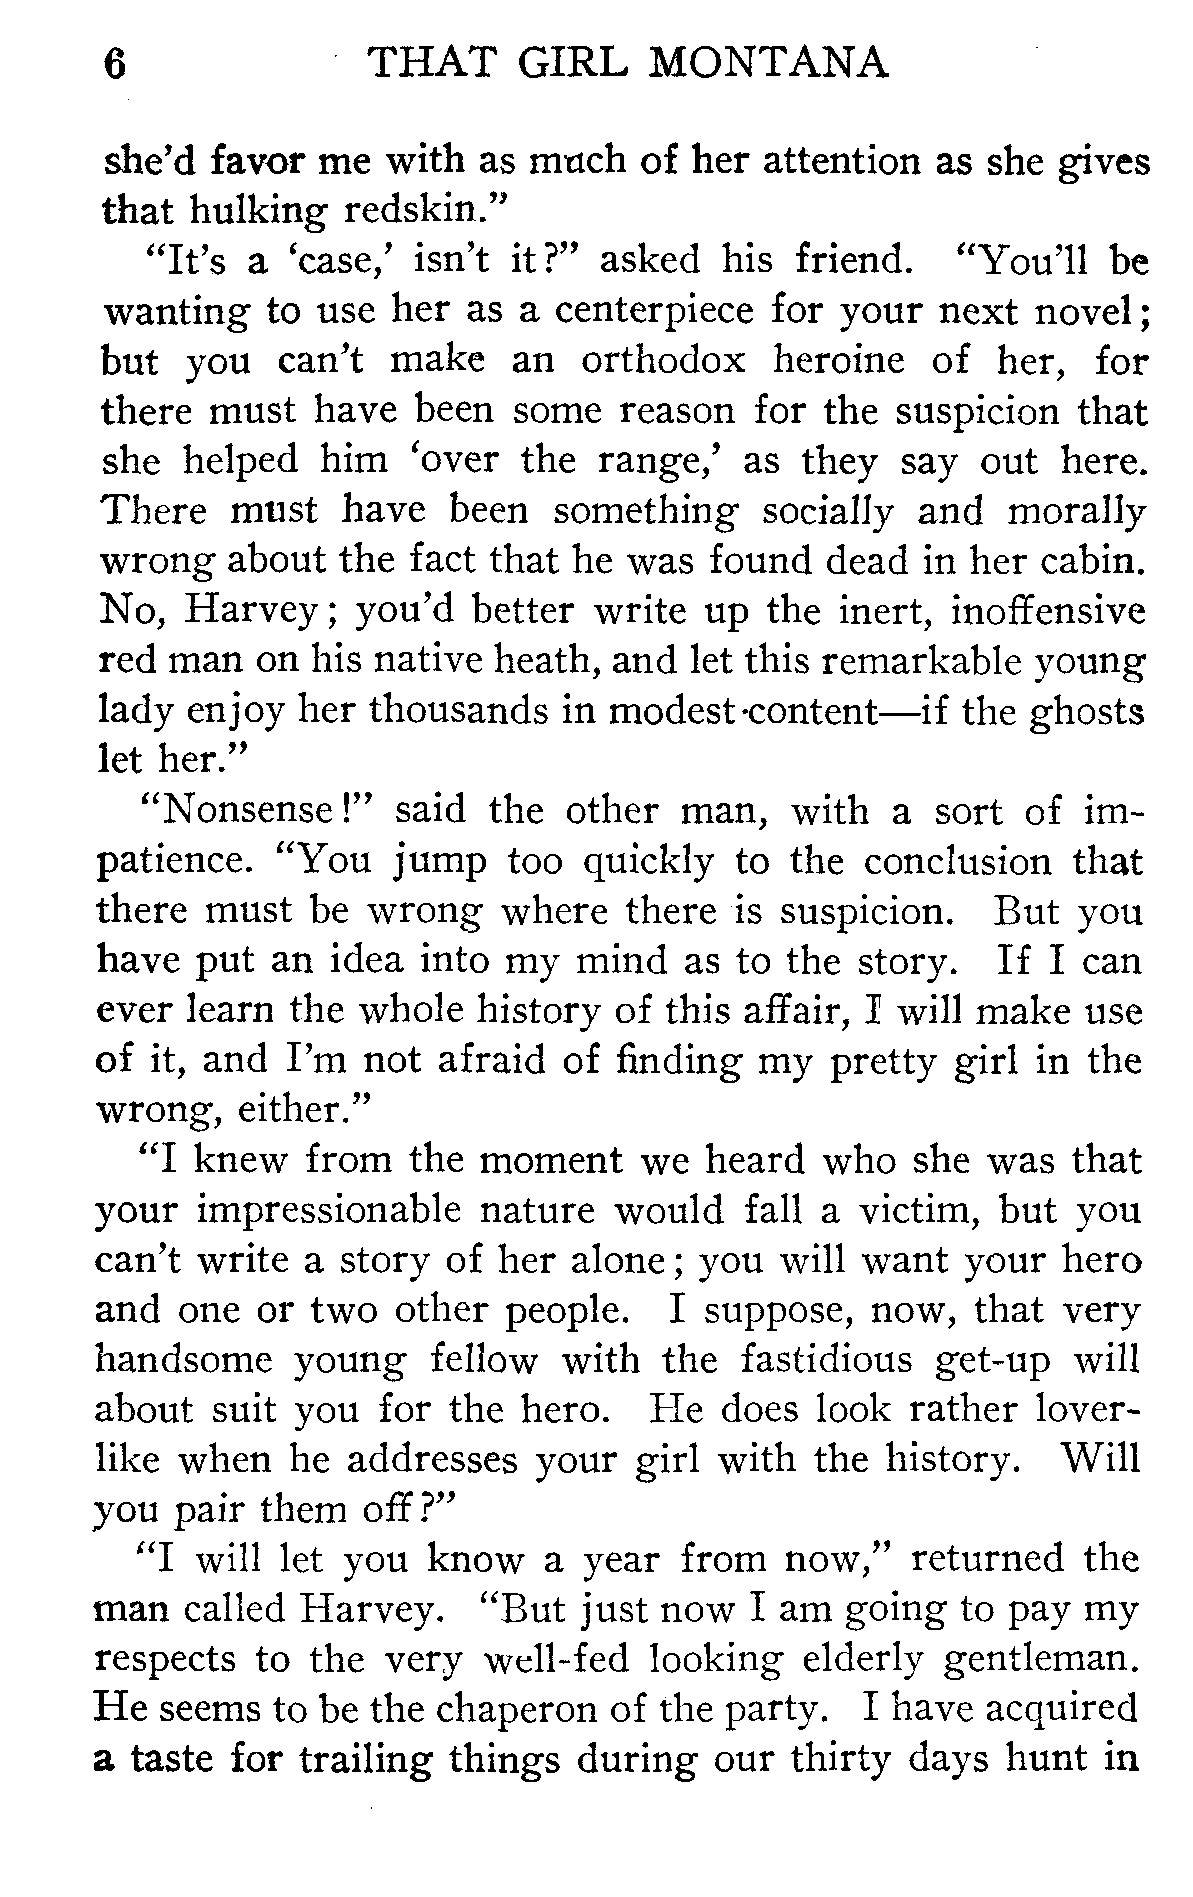 6 THAT GIRL MONTANA
she'd favor me with as much of her attention as she gives
that hulking redskin."
"It's a 'case,' isn't it?" asked his friend. "You'll be
wanting to use her as a centerpiece for your next novel;
but you can't make an orthodox heroine of her, for
there must have been some reason for the suspicion that
she helped him 'over the range,' as they say out here.
There must have been something socially and morally
wrong about the fact that he was found dead in her cabin.
No, Harvey; you'd better write up the inert, inoffensive
red man on his native heath, and let this remarkable young
lady enjoy her thousands in modest content—if the ghosts
let her."
"Nonsense!" said the other man, with a sort of im-
patience. "You jump too quickly to the conclusion that
there must be wrong where there is suspicion. But you
have put an idea into my mind as to the story. If I can
ever learn the whole history of this affair, I will make use
of it, and I'm not afraid of finding my pretty girl in the
wrong, either."
"I knew from the moment we heard who she was that
your impressionable nature would fall a victim, but you
can't write a story of her alone; you will want your hero
and one or two other people. I suppose, now, that very
handsome young fellow with the fastidious get-up will
about suit you for the hero. He does look rather lover-
like when he addresses your girl with the history. Will
you pair them off?"
"I will let you know a year from now," returned the
man called Harvey. "But just now I am going to pay my
respects to the very well-fed looking elderly gentleman.
He seems to be the chaperon of the party. I have acquired
a taste for trailing things during our thirty days hunt in